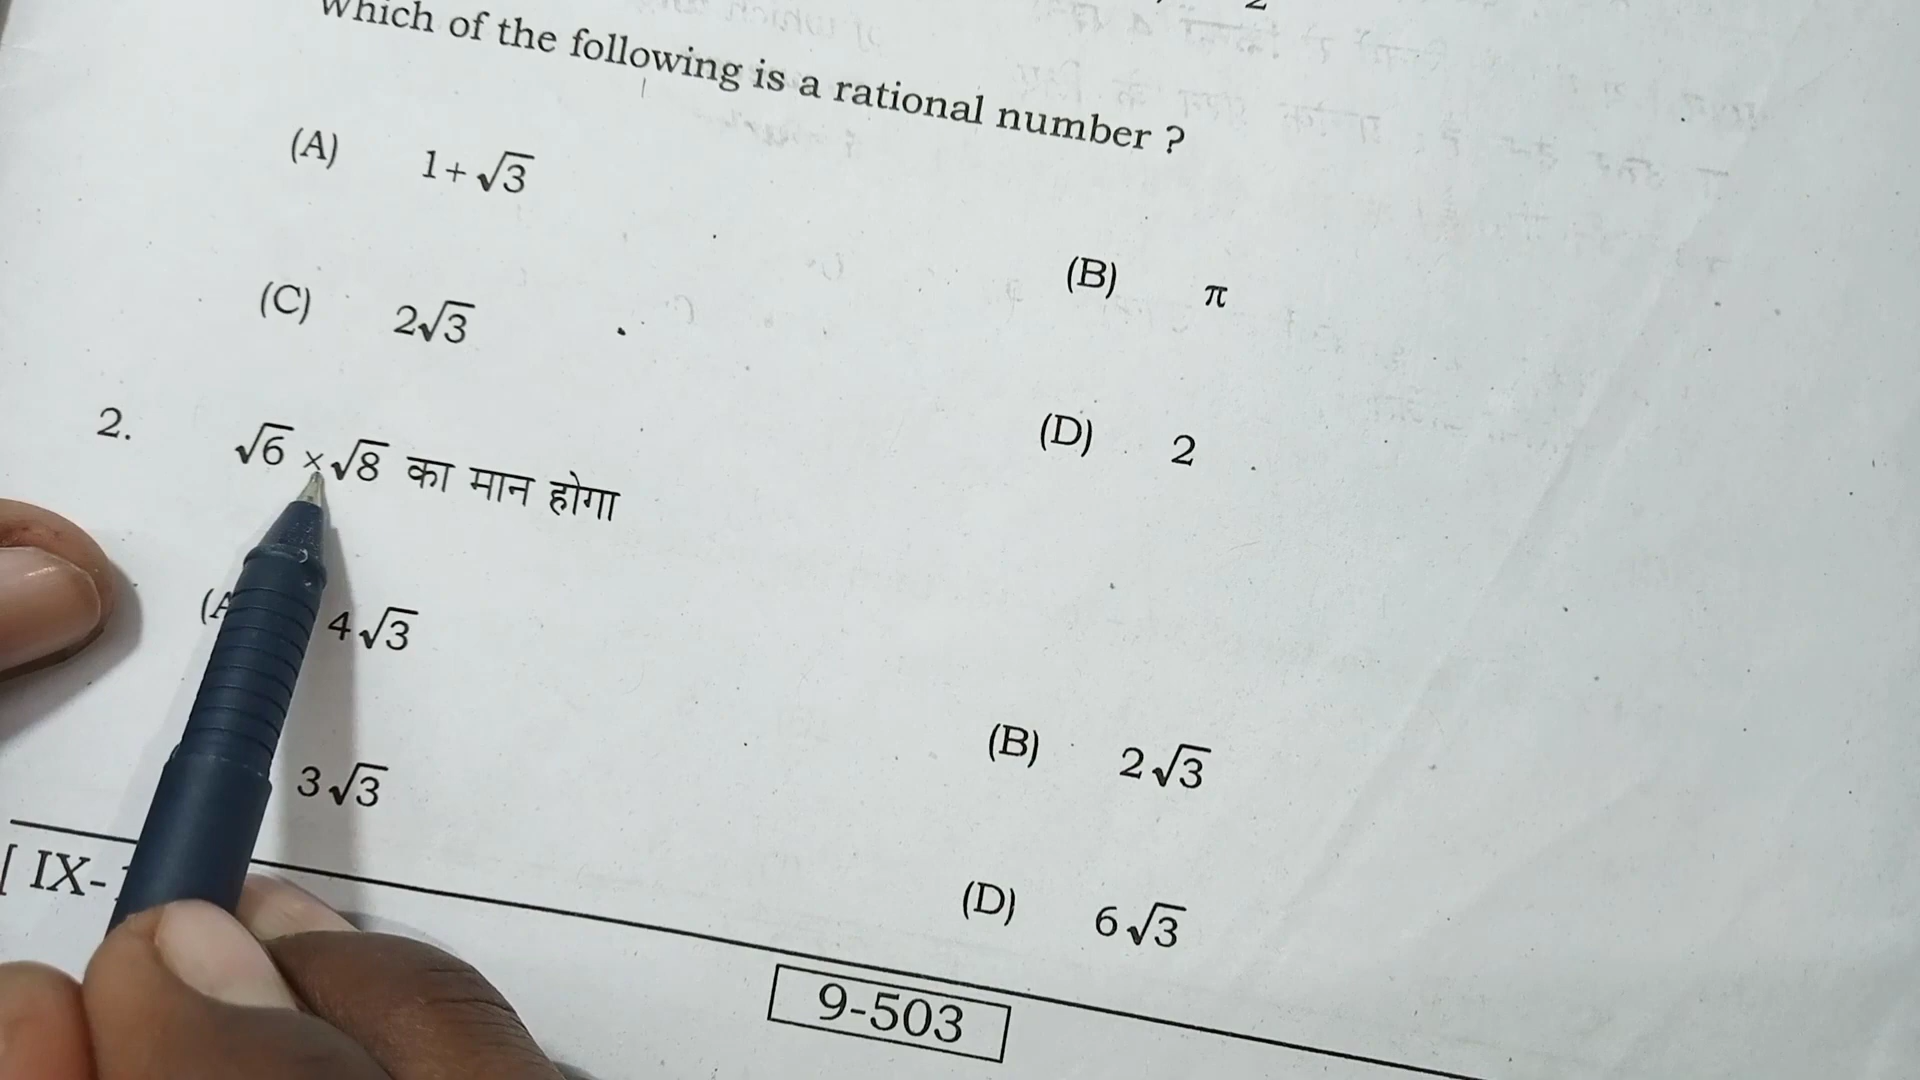 Which of the following is a rational number ?
(A) 1 + √3
(B) π
(C) 2√3
(D) 2
2. √6 × √8 का मान होगा
(A 4√3
(B) 2√3
3√3
(D) 6√3
[ IX-
9-503